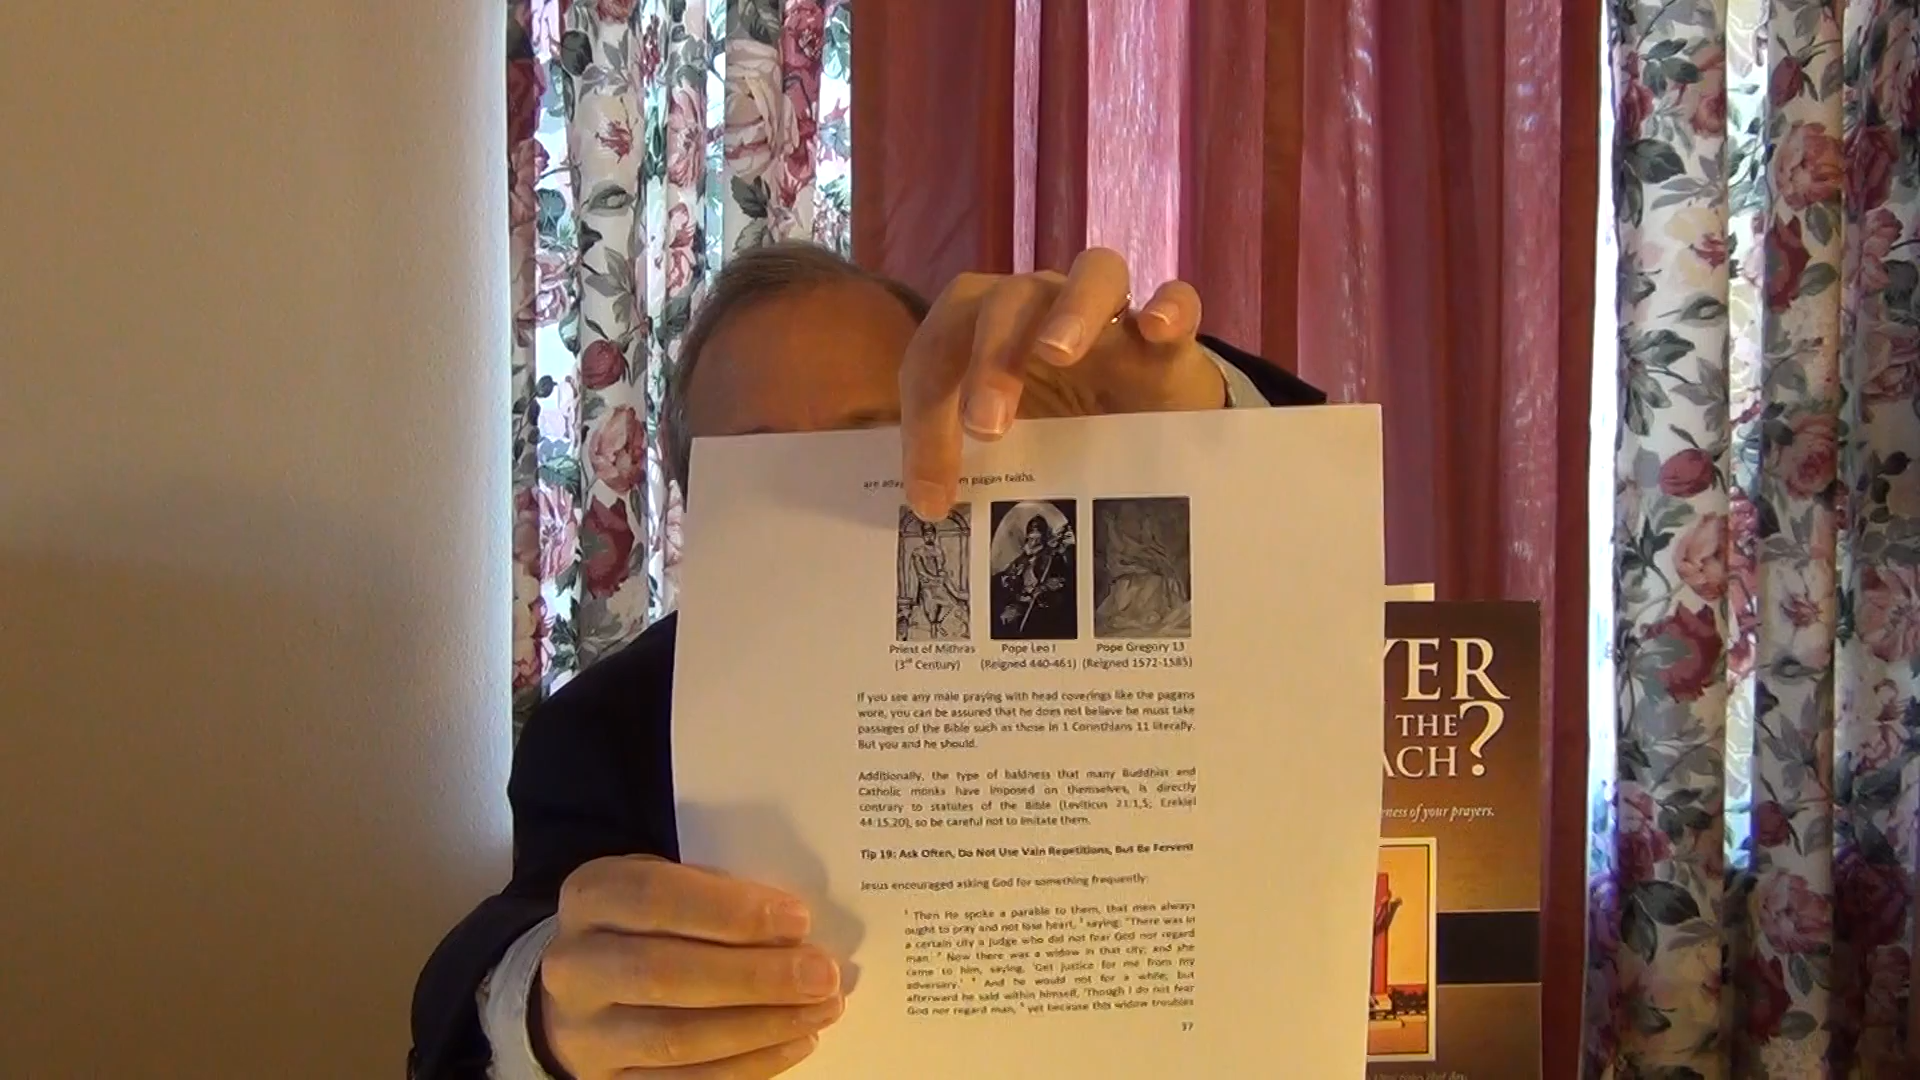 are m pagan faiths.
Priest of Mithras
(3rd Century)
Pope Leo I
(Reigned 440-461)
Pope Gregory 13
(Reigned 1572-1585)
If you see any male praying with head coverings like the pagans
wore, you can be assured that he does not believe he must take
passages of the Bible such as those in 1 Corinthians 11 literally.
But you and he should.
Additionally, the type of baldness that many Buddhist and
Catholic monks have imposed on themselves, is directly
contrary to statutes of the Bible (Leviticus 21:1,5; Ezekiel
44:15,20), so be careful not to imitate them.
Tip 19: Ask Often, Do Not Use Vain Repetitions, But Be Fervent
Jesus encouraged asking God for something frequently:
1 Then He spoke a parable to them, that men always
ought to pray and not lose heart, 2 saying: "There was in
a certain city a judge who did not fear God nor regard
man. 3 Now there was a widow in that city; and she
came to him, saying, 'Get justice for me from my
adversary.' 4 And he would not for a while; but
afterward he said within himself, 'Though I do not fear
God nor regard man, 5 yet because this widow troubles
37
YER
THE
ACH?
eness of your prayers.